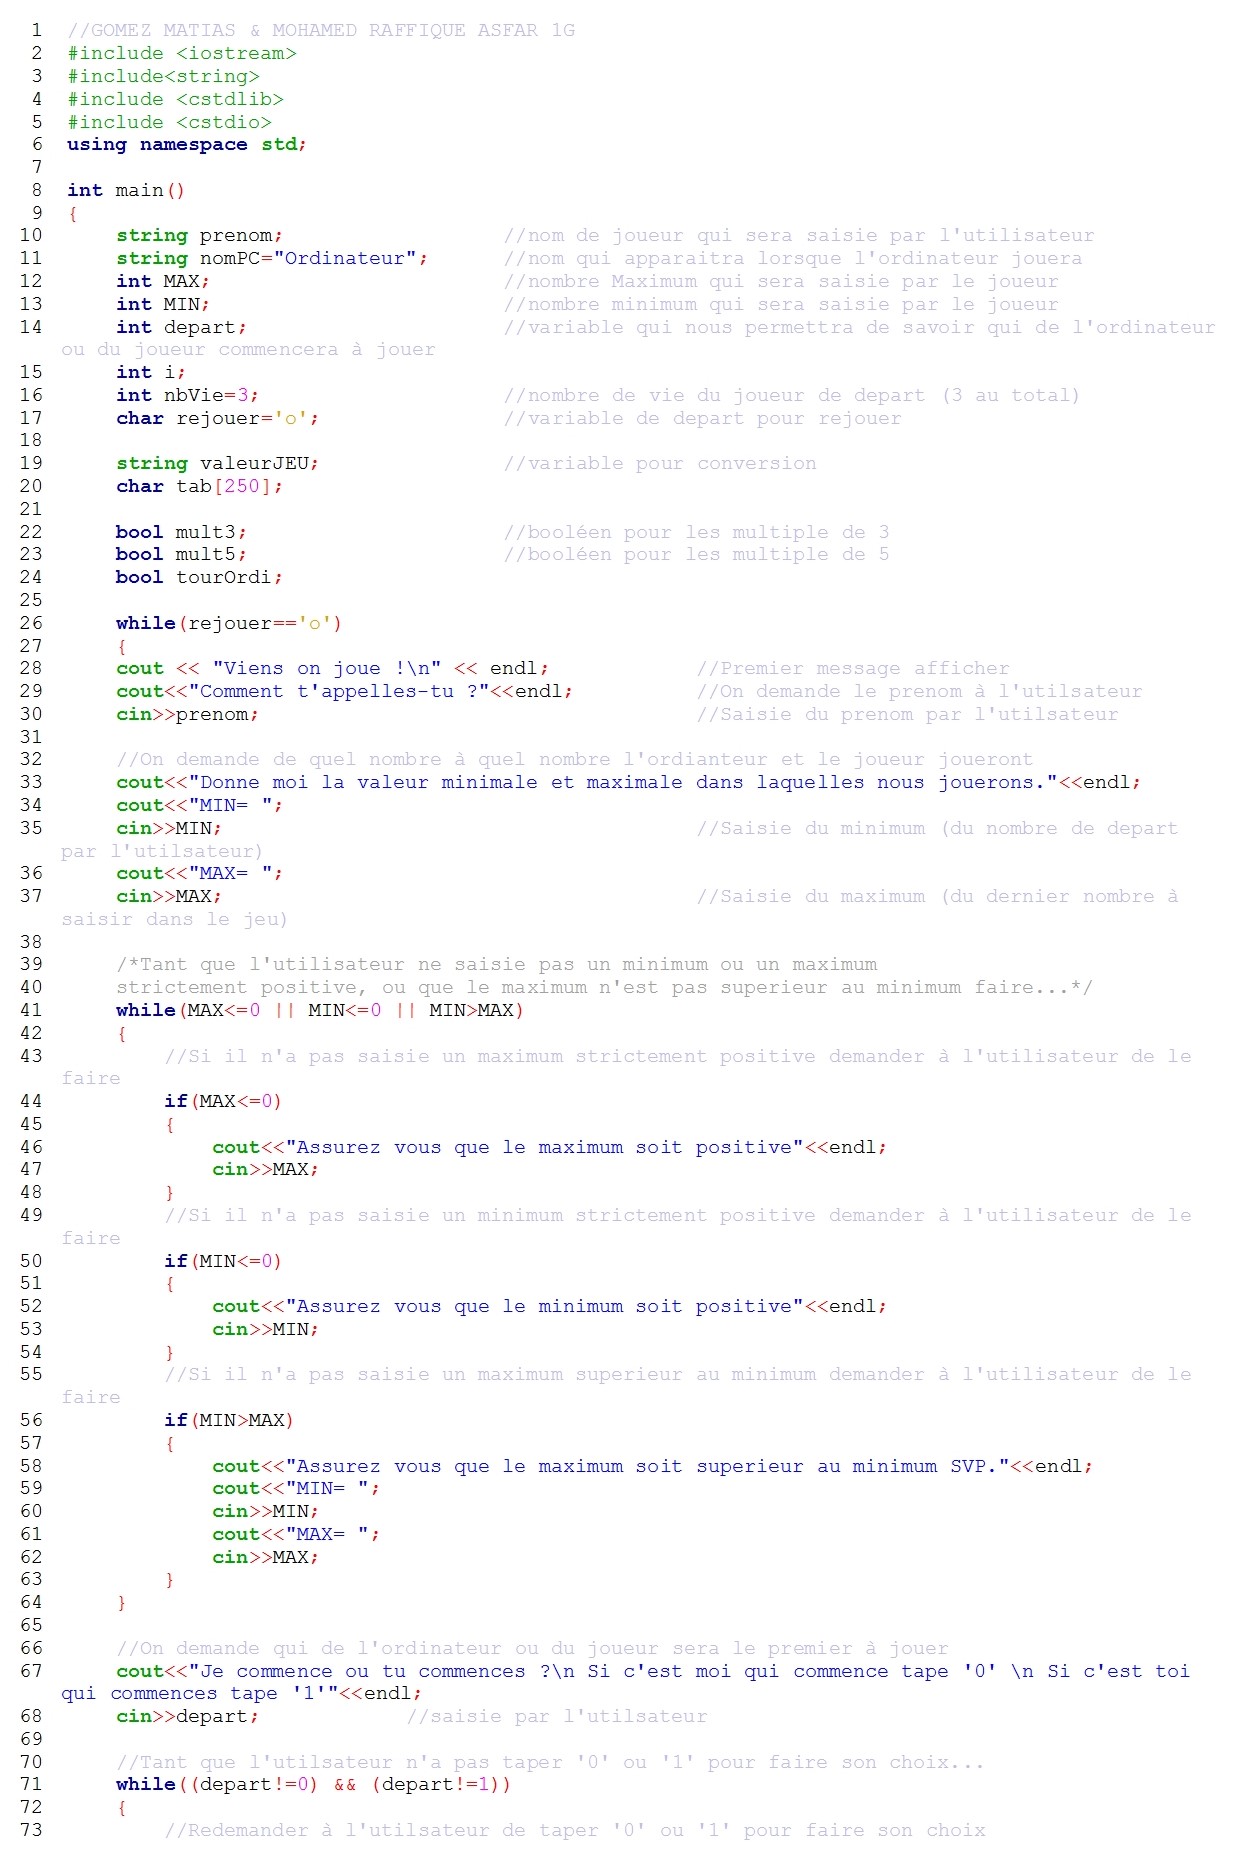 1 //GOMEZ MATIAS & MOHAMED RAFFIQUE ASFAR 1G
2 #include <iostream>
3 #include<string>
4 #include <cstdlib>
5 #include <cstdio>
6 using namespace std;
7
8 int main()
9 {
10 string prenom; //nom de joueur qui sera saisie par l'utilisateur
11 string nomPC="Ordinateur"; //nom qui apparaitra lorsque l'ordinateur jouera
12 int MAX; //nombre Maximum qui sera saisie par le joueur
13 int MIN; //nombre minimum qui sera saisie par le joueur
14 int depart; //variable qui nous permettra de savoir qui de l'ordinateur
ou du joueur commencera à jouer
15 int i;
16 int nbVie=3; //nombre de vie du joueur de depart (3 au total)
17 char rejouer='o'; //variable de depart pour rejouer
18
19 string valeurJEU; //variable pour conversion
20 char tab[250];
21
22 bool mult3; //booléen pour les multiple de 3
23 bool mult5; //booléen pour les multiple de 5
24 bool tourOrdi;
25
26 while(rejouer=='o')
27 {
28 cout << "Viens on joue !\n" << endl; //Premier message afficher
29 cout<<"Comment t'appelles-tu ?"<<endl; //On demande le prenom à l'utilsateur
30 cin>>prenom; //Saisie du prenom par l'utilsateur
31
32 //On demande de quel nombre à quel nombre l'ordianteur et le joueur joueront
33 cout<<"Donne moi la valeur minimale et maximale dans laquelles nous jouerons."<<endl;
34 cout<<"MIN= ";
35 cin>>MIN; //Saisie du minimum (du nombre de depart
par l'utilsateur)
36 cout<<"MAX= ";
37 cin>>MAX; //Saisie du maximum (du dernier nombre à
saisir dans le jeu)
38
39 /*Tant que l'utilisateur ne saisie pas un minimum ou un maximum
40 strictement positive, ou que le maximum n'est pas superieur au minimum faire...*/
41 while(MAX<=0 || MIN<=0 || MIN>MAX)
42 {
43 //Si il n'a pas saisie un maximum strictement positive demander à l'utilisateur de le
faire
44 if(MAX<=0)
45 {
46 cout<<"Assurez vous que le maximum soit positive"<<endl;
47 cin>>MAX;
48 }
49 //Si il n'a pas saisie un minimum strictement positive demander à l'utilisateur de le
faire
50 if(MIN<=0)
51 {
52 cout<<"Assurez vous que le minimum soit positive"<<endl;
53 cin>>MIN;
54 }
55 //Si il n'a pas saisie un maximum superieur au minimum demander à l'utilisateur de le
faire
56 if(MIN>MAX)
57 {
58 cout<<"Assurez vous que le maximum soit superieur au minimum SVP."<<endl;
59 cout<<"MIN= ";
60 cin>>MIN;
61 cout<<"MAX= ";
62 cin>>MAX;
63 }
64 }
65
66 //On demande qui de l'ordinateur ou du joueur sera le premier à jouer
67 cout<<"Je commence ou tu commences ?\n Si c'est moi qui commence tape '0' \n Si c'est toi
qui commences tape '1'"<<endl;
68 cin>>depart; //saisie par l'utilsateur
69
70 //Tant que l'utilsateur n'a pas taper '0' ou '1' pour faire son choix...
71 while((depart!=0) && (depart!=1))
72 {
73 //Redemander à l'utilsateur de taper '0' ou '1' pour faire son choix